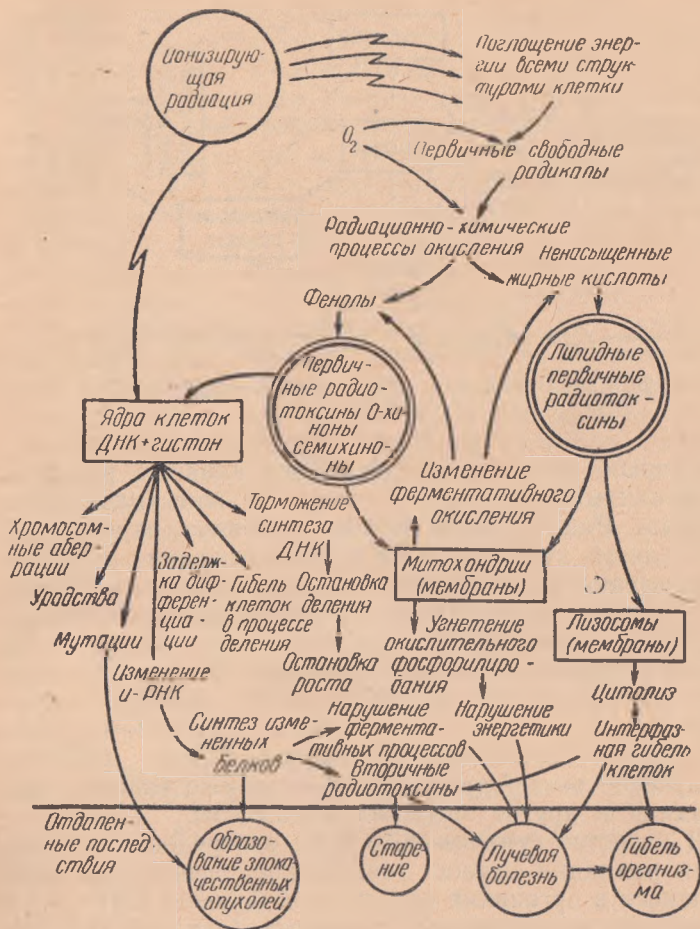 Ионизирую-
щая
радиация
Поглощение энер-
гии всеми струк-
турами клетки
O₂
Первичные свободные
радикалы
Радиационно-химические
процессы окисления
Ненасыщенные
жирные кислоты
Фенолы
Первич-
ные радио-
токсины О-хи-
ноны
семихино-
ны
Липидные
первичные
радиоток-
сины
Ядра клеток
ДНК+гистон
Изменение
ферментативного
окисления
Хромосом-
ные абер-
рации
Уродства
Мутации
Задерж-
ка диф-
ферен-
циа-
ции
Гибель
клеток
в процессе
деления
Торможение
синтеза
ДНК
Остановка
деления
Остановка
роста
Митохондрии
(мембраны)
Лизосомы
(мембраны)
Изменение
и-РНК
Угнетение
окислительного
фосфорилиро-
вания
Цитолиз
Синтез изме-
ненных
белков
Нарушение
фермента-
тивных процессов
Нарушение
энергетики
Интерфаз-
ная гибель
клеток
Вторичные
радиотоксины
Отдален-
ные послед-
ствия
Образо-
вание злока-
чественных
опухолей
Старе-
ние
Лучевая
болезнь
Гибель
организ-
ма